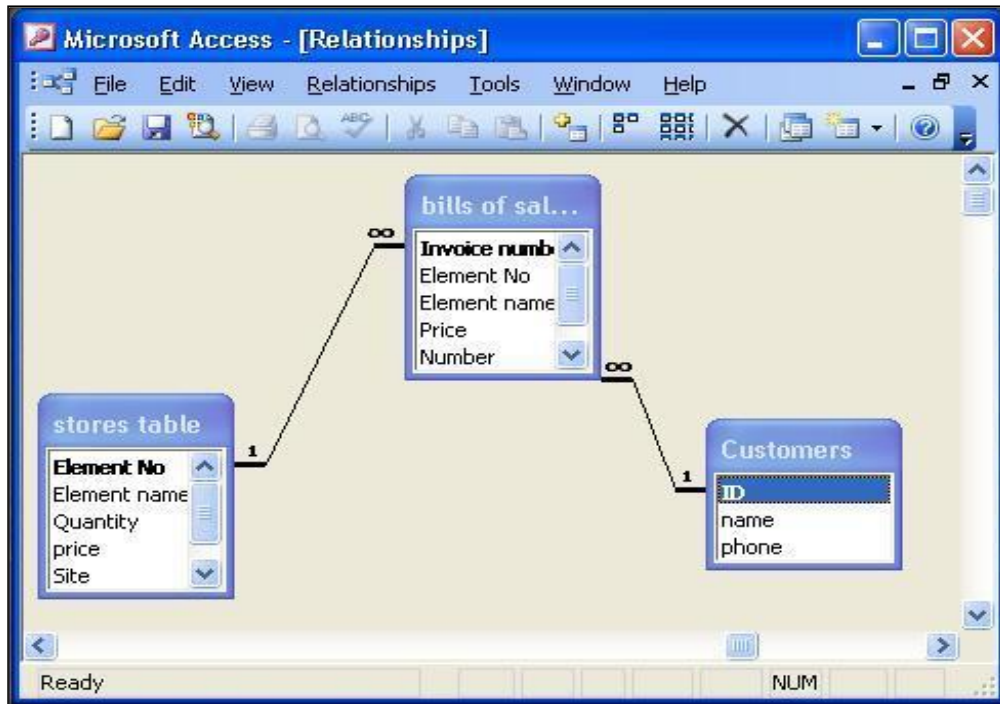 Microsoft Access - [Relationships]
File Edit View Relationships Tools Window Help
ABC
bills of sal...
∞
Invoice numb
Element No
Element name
Price
Number
∞
stores table
1
Element No
Element name
Quantity
price
Site
Customers
1
ID
name
phone
Ready
NUM